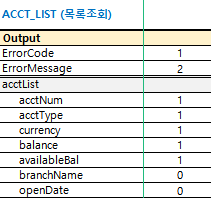 ACCT_LIST (목록조회)
Output
ErrorCode 1
ErrorMessage 2
acctList
acctNum 1
acctType 1
currency 1
balance 1
availableBal 1
branchName 0
openDate 0